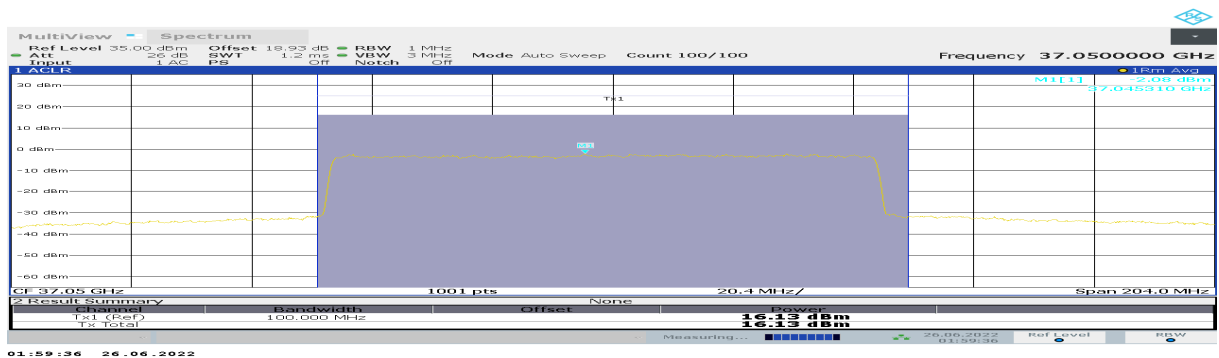 R&S
MultiView Spectrum
Ref Level 35.00 dBm Offset 18.93 dB RBW 1 MHz
Att 26 dB SWT 1.2 ms VBW 3 MHz Mode Auto Sweep Count 100/100 Frequency 37.0500000 GHz
Input 1 AC PS Off Notch Off
1 ACLR 1Rm Avg
M1[1] -2.08 dBm
37.045310 GHz
30 dBm
Tx1
20 dBm
10 dBm
M1
0 dBm
-10 dBm
-20 dBm
-30 dBm
-40 dBm
-50 dBm
-60 dBm
CF 37.05 GHz 1001 pts 20.4 MHz/ Span 204.0 MHz
2 Result Summary None
Channel Bandwidth Offset Power
Tx1 (Ref) 100.000 MHz 16.13 dBm
Tx Total 16.13 dBm
Measuring... 26.06.2022 Ref Level RBW
01:59:36
01:59:36 26.06.2022